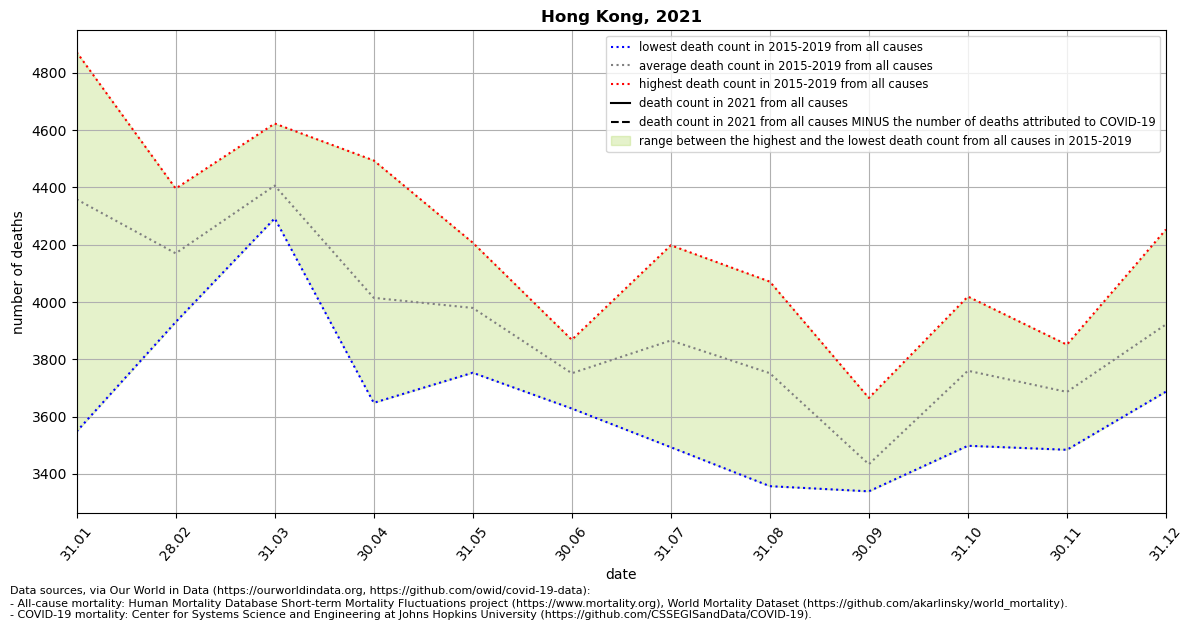 Hong Kong, 2021
lowest death count in 2015-2019 from all causes
average death count in 2015-2019 from all causes
highest death count in 2015-2019 from all causes
death count in 2021 from all causes
death count in 2021 from all causes MINUS the number of deaths attributed to COVID-19
range between the highest and the lowest death count from all causes in 2015-2019
number of deaths
4800
4600
4400
4200
4000
3800
3600
3400
31.01
28.02
31.03
30.04
31.05
30.06
31.07
31.08
30.09
31.10
30.11
31.12
date
Data sources, via Our World in Data (https://ourworldindata.org, https://github.com/owid/covid-19-data):
- All-cause mortality: Human Mortality Database Short-term Mortality Fluctuations project (https://www.mortality.org), World Mortality Dataset (https://github.com/akarlinsky/world_mortality).
- COVID-19 mortality: Center for Systems Science and Engineering at Johns Hopkins University (https://github.com/CSSEGISandData/COVID-19).